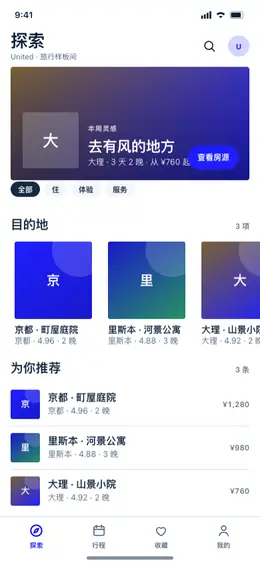 9:41
探索
United · 旅行样板间
U
大
本周灵感
去有风的地方
大理 · 3 天 2 晚 · 从 ¥760 起
查看房源
全部
住
体验
服务
目的地
3 项
京
里
大
京都 · 町屋庭院
京都 · 4.96 · 2 晚
里斯本 · 河景公寓
里斯本 · 4.88 · 3 晚
大理 · 山景小院
大理 · 4.92 · 2 晚
为你推荐
3 条
京
京都 · 町屋庭院
京都 · 4.96 · 2 晚
¥1,280
里
里斯本 · 河景公寓
里斯本 · 4.88 · 3 晚
¥980
大
大理 · 山景小院
大理 · 4.92 · 2 晚
¥760
探索
行程
收藏
我的